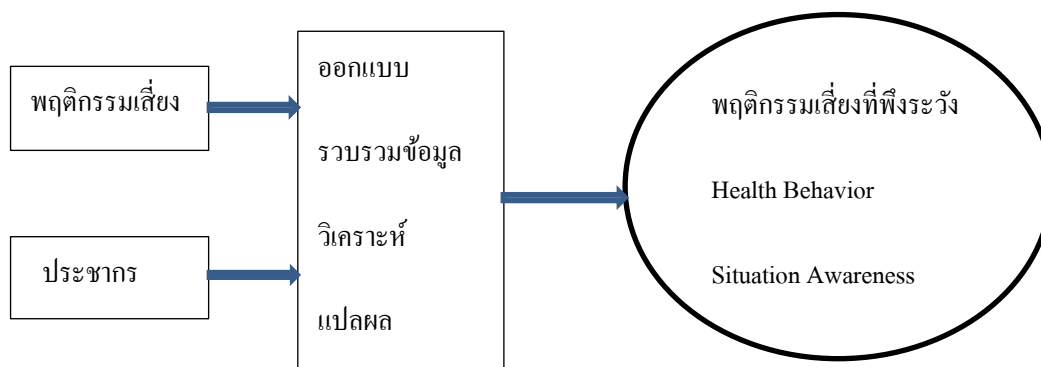 พฤติกรรมเสี่ยง
ประชากร
ออกแบบ
รวบรวมข้อมูล
วิเคราะห์
แปลผล
พฤติกรรมเสี่ยงที่พึงระวัง
Health Behavior
Situation Awareness